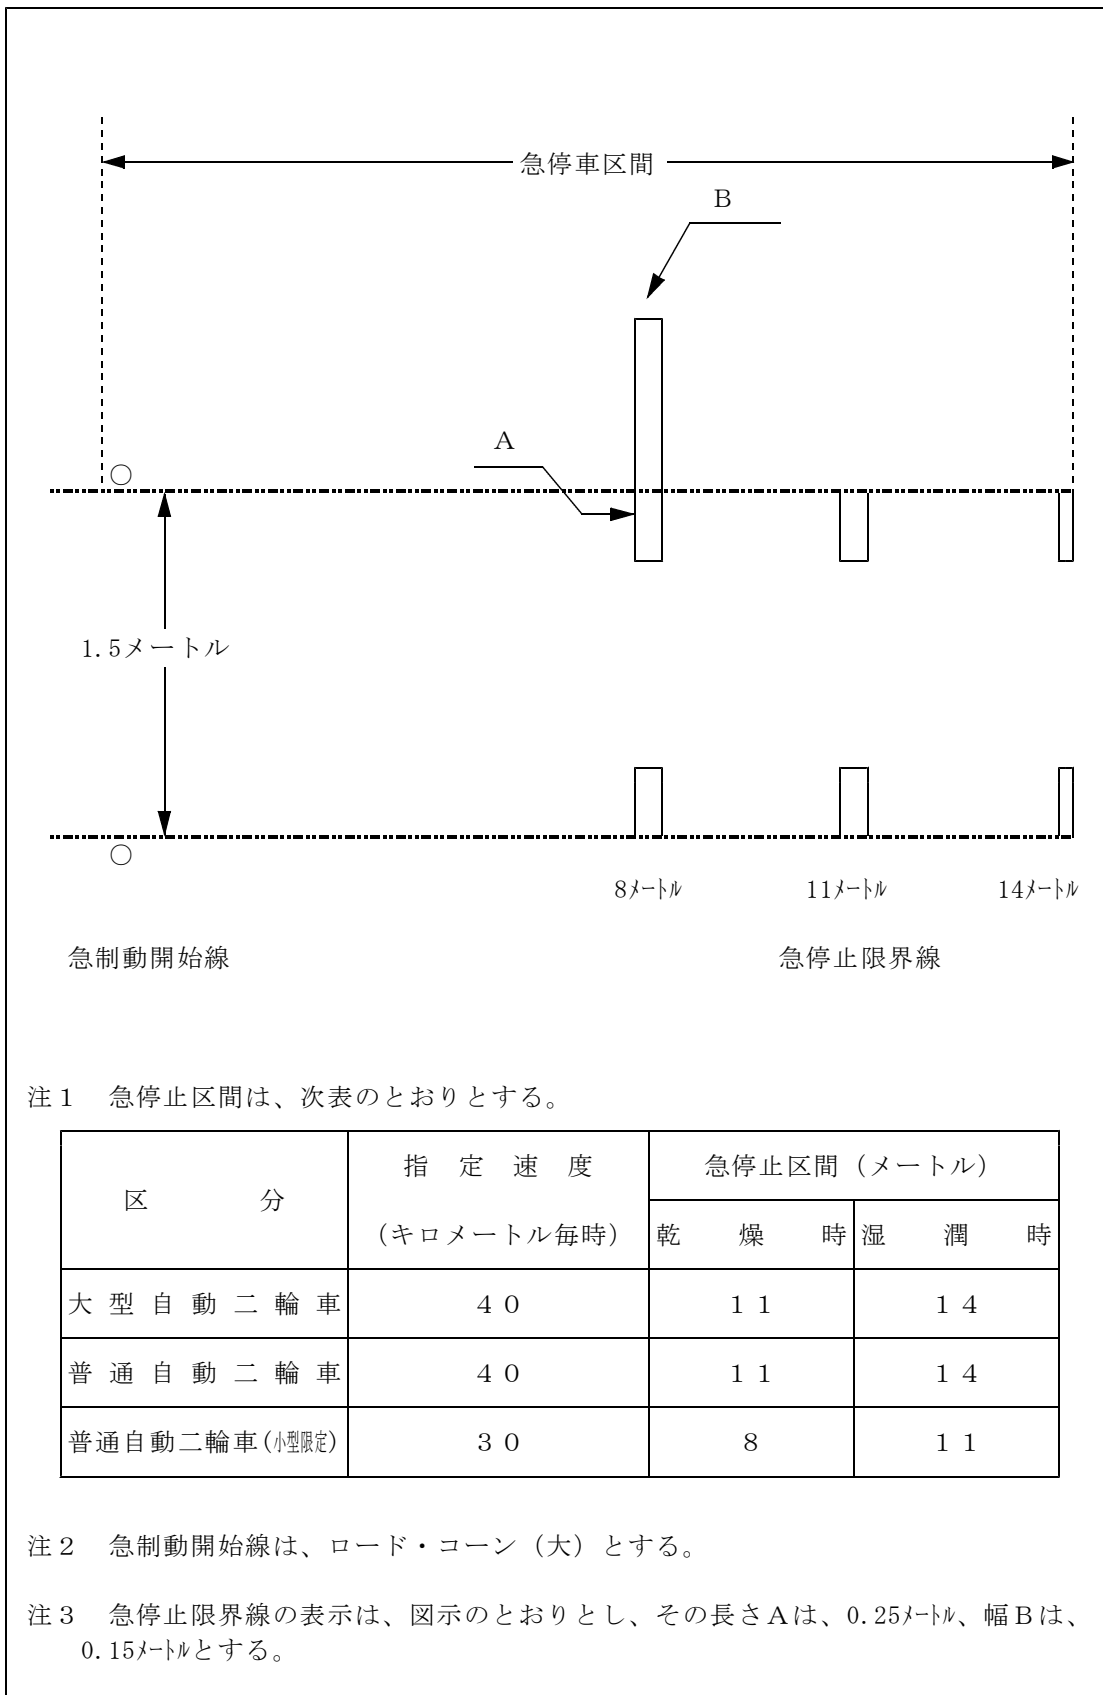 急停車区間
B
A
1.5メートル
8メートル 11メートル 14メートル
急制動開始線 急停止限界線
注1 急停止区間は、次表のとおりとする。
区分 指定速度 急停止区間(メートル)
(キロメートル毎時) 乾燥時 湿潤時
大型自動二輪車 40 11 14
普通自動二輪車 40 11 14
普通自動二輪車(小型限定) 30 8 11
注2 急制動開始線は、ロード・コーン(大)とする。
注3 急停止限界線の表示は、図示のとおりとし、その長さAは、0.25メートル、幅Bは、
0.15メートルとする。